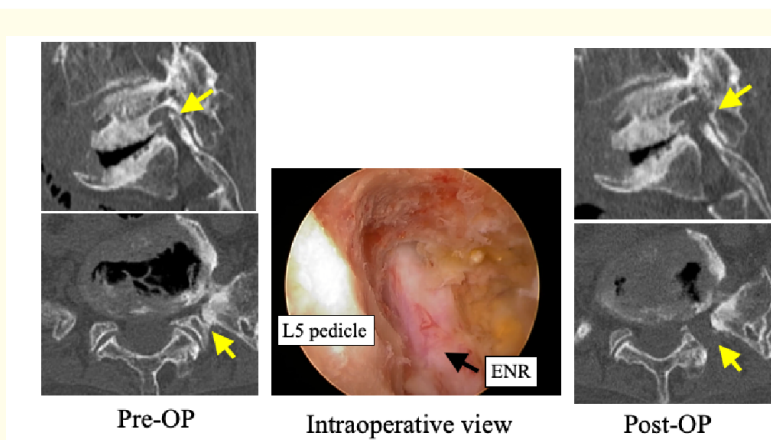 L5 pedicle
ENR
Pre-OP
Intraoperative view
Post-OP